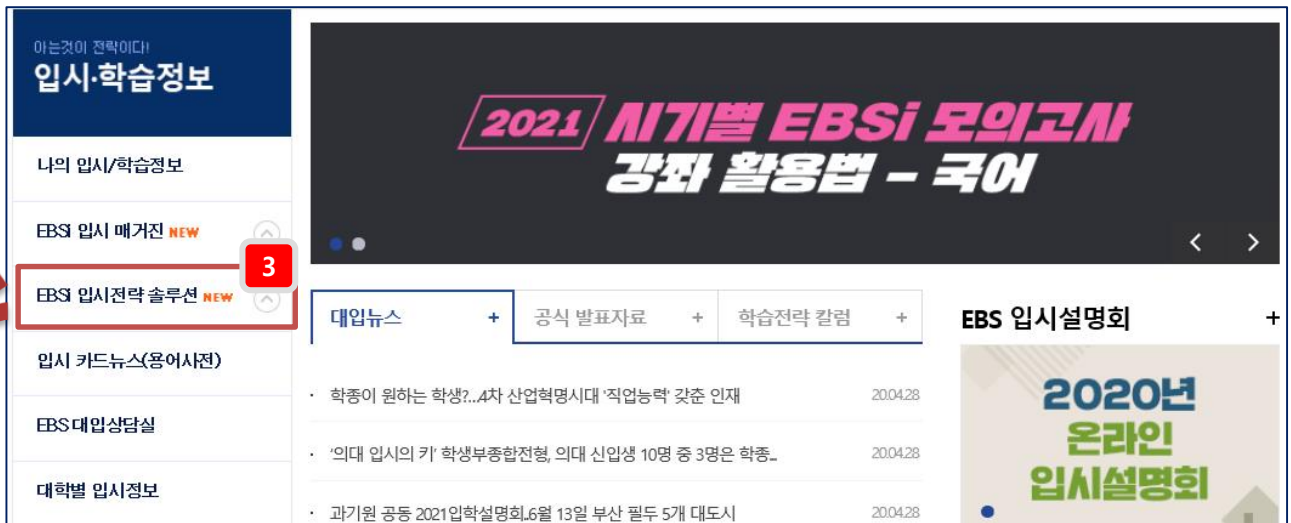 아는것이 전략이다!
입시·학습정보
나의 입시/학습정보
EBSi 입시 매거진 NEW
3
EBSi 입시전략 솔루션 NEW
입시 카드뉴스(용어사전)
EBS 대입상담실
대학별 입시정보
2021 시기별 EBSi 모의고사
강좌 활용법 – 국어
대입뉴스 +
공식 발표자료 +
학습전략 칼럼 +
· 학종이 원하는 학생?...4차 산업혁명시대 '직업능력' 갖춘 인재 20.04.28
· '의대 입시의 키' 학생부종합전형, 의대 신입생 10명 중 3명은 학종... 20.04.28
· 과기원 공동 2021입학설명회..6월 13일 부산 필두 5개 대도시 20.04.28
EBS 입시설명회 +
2020년
온라인
입시설명회